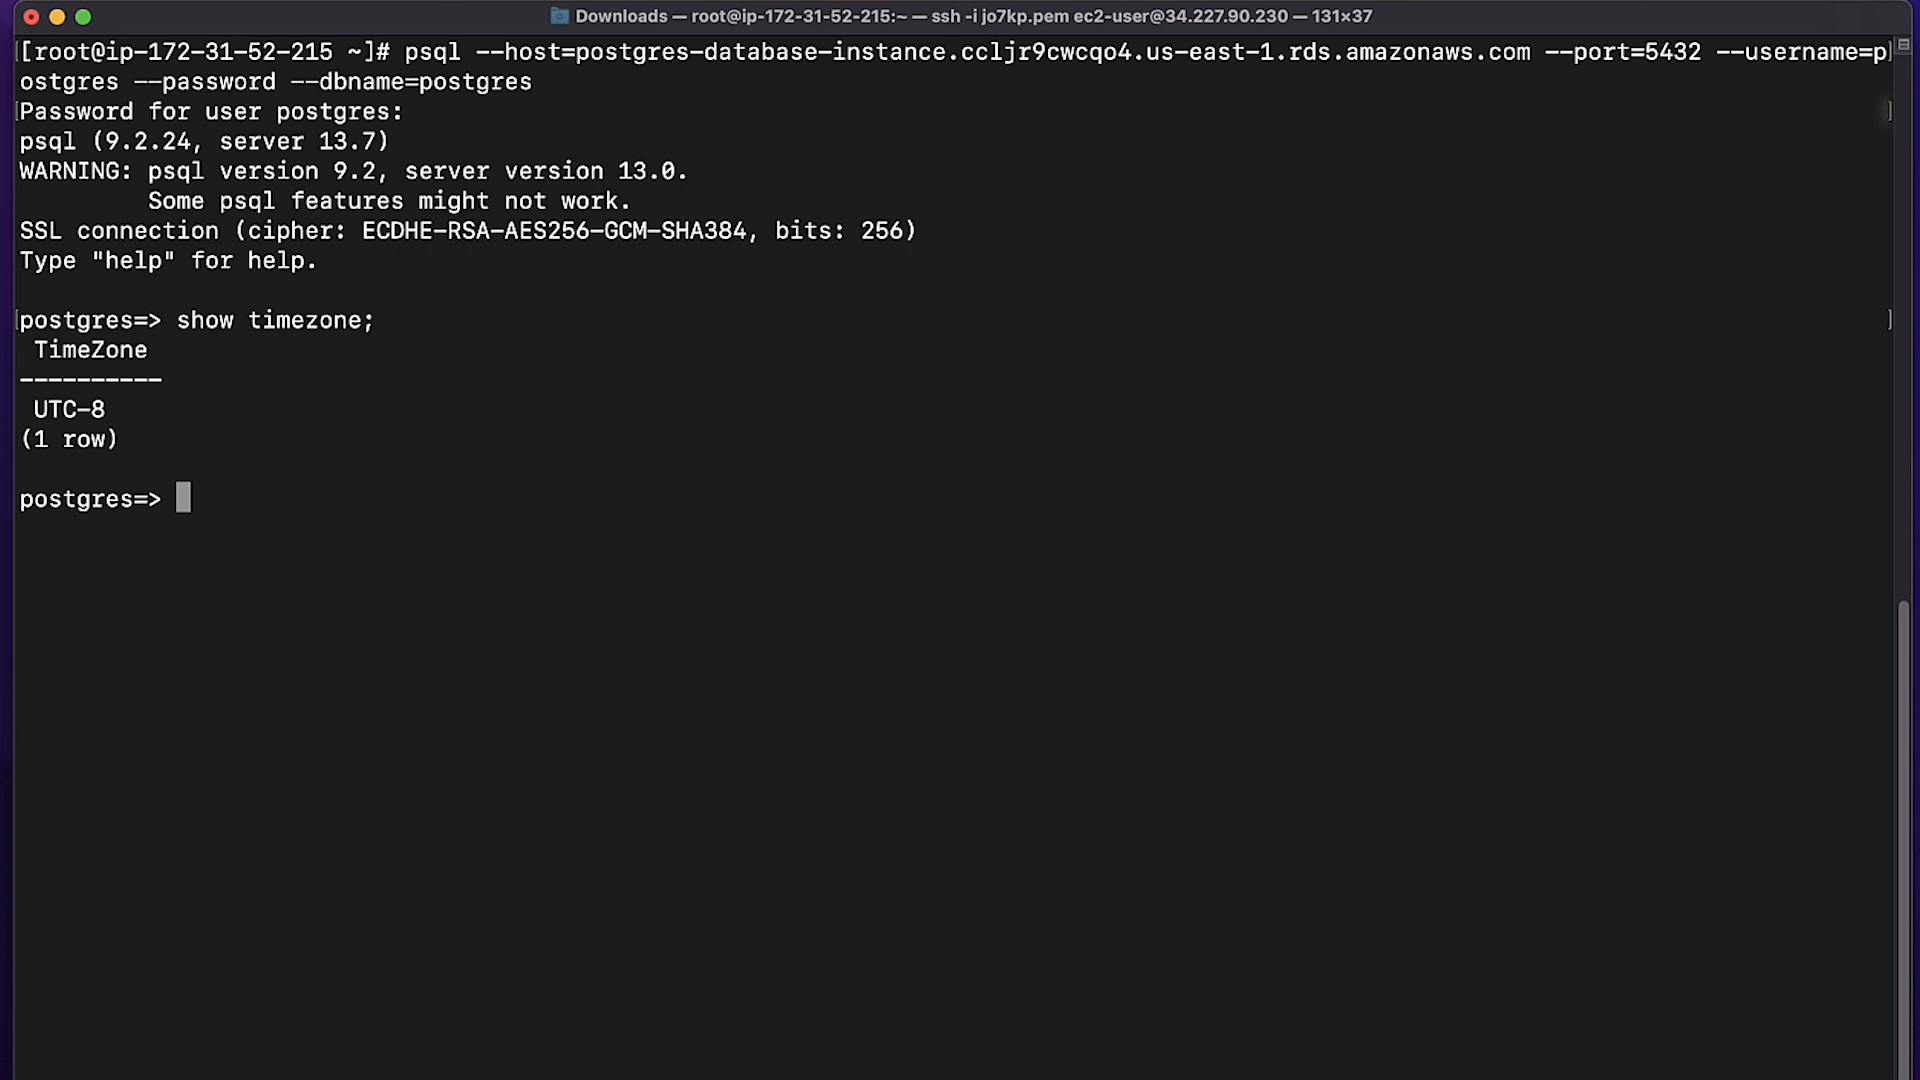 Downloads — root@ip-172-31-52-215:~ — ssh -i jo7kp.pem ec2-user@34.227.90.230 — 131×37
[root@ip-172-31-52-215 ~]# psql --host=postgres-database-instance.ccljr9cwcqo4.us-east-1.rds.amazonaws.com --port=5432 --username=p
ostgres --password --dbname=postgres
Password for user postgres:
psql (9.2.24, server 13.7)
WARNING: psql version 9.2, server version 13.0.
         Some psql features might not work.
SSL connection (cipher: ECDHE-RSA-AES256-GCM-SHA384, bits: 256)
Type "help" for help.
postgres=> show timezone;
 TimeZone
----------
 UTC-8
(1 row)
postgres=>